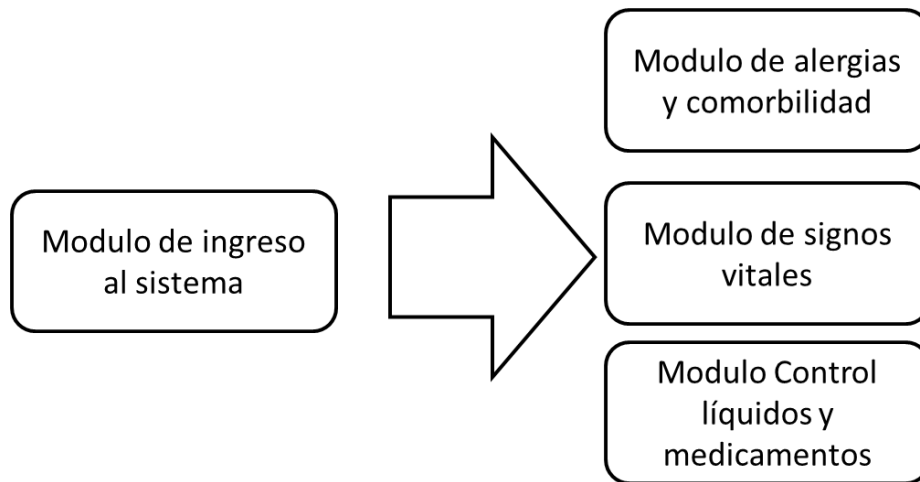 Modulo de ingreso
al sistema
Modulo de alergias
y comorbilidad
Modulo de signos
vitales
Modulo Control
líquidos y
medicamentos